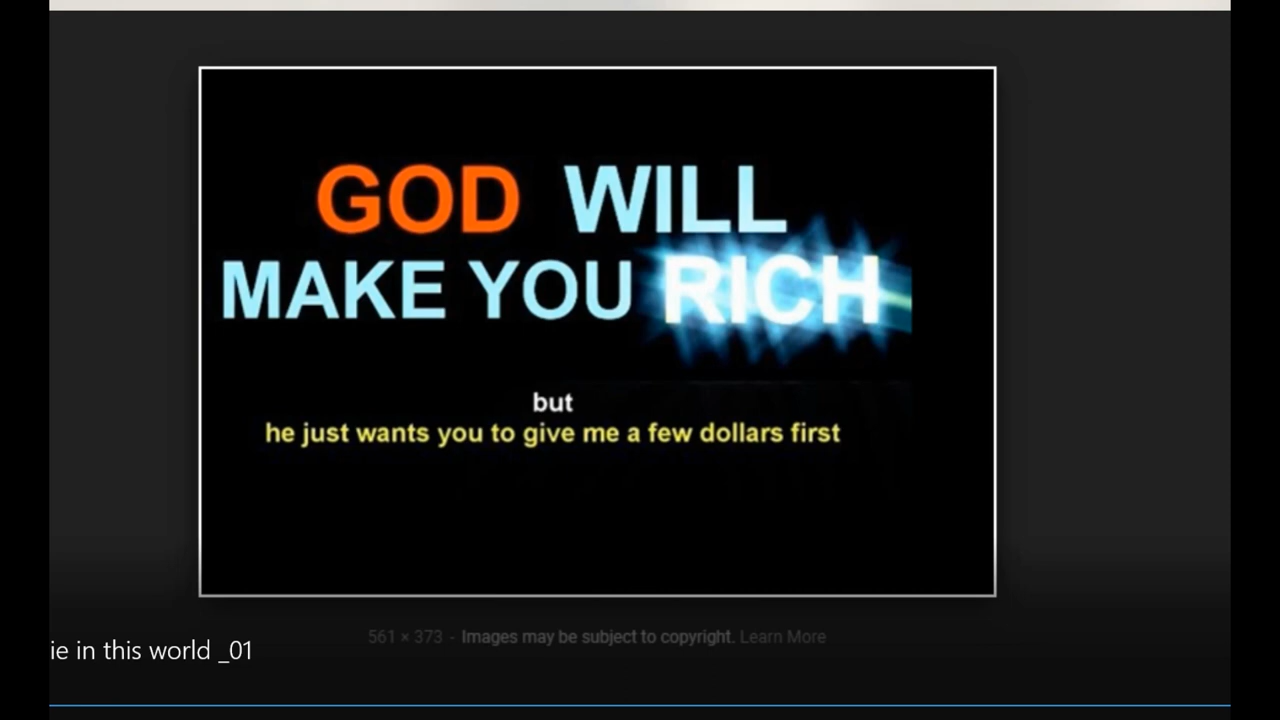 GOD WILL
MAKE YOU RICH
but
he just wants you to give me a few dollars first
561 × 373 - Images may be subject to copyright. Learn More
ie in this world _01